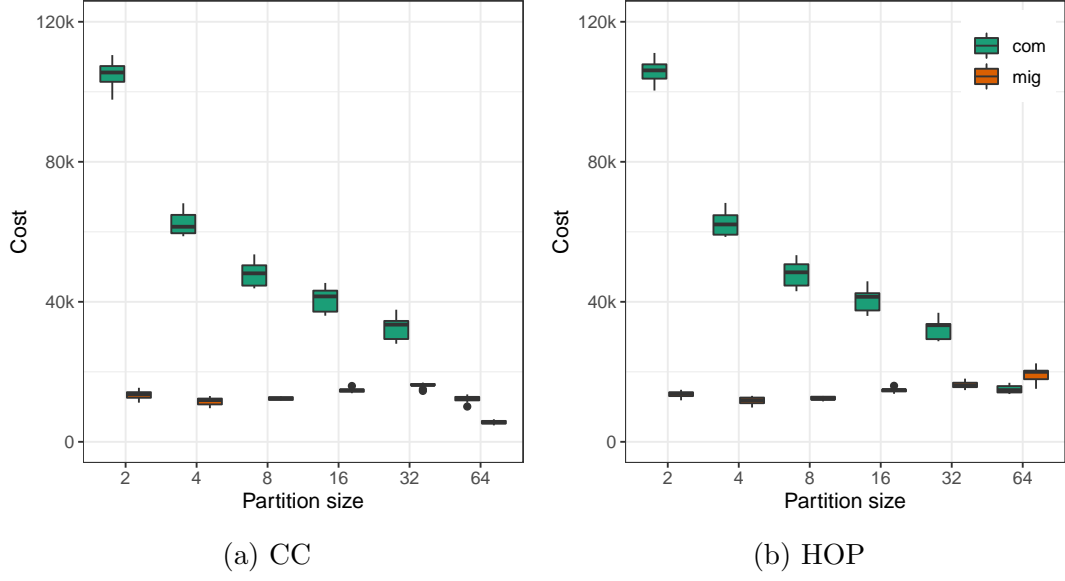 120k
80k
40k
0
Cost
2 4 8 16 32 64
Partition size
(a) CC
120k
80k
40k
0
Cost
com
mig
2 4 8 16 32 64
Partition size
(b) HOP